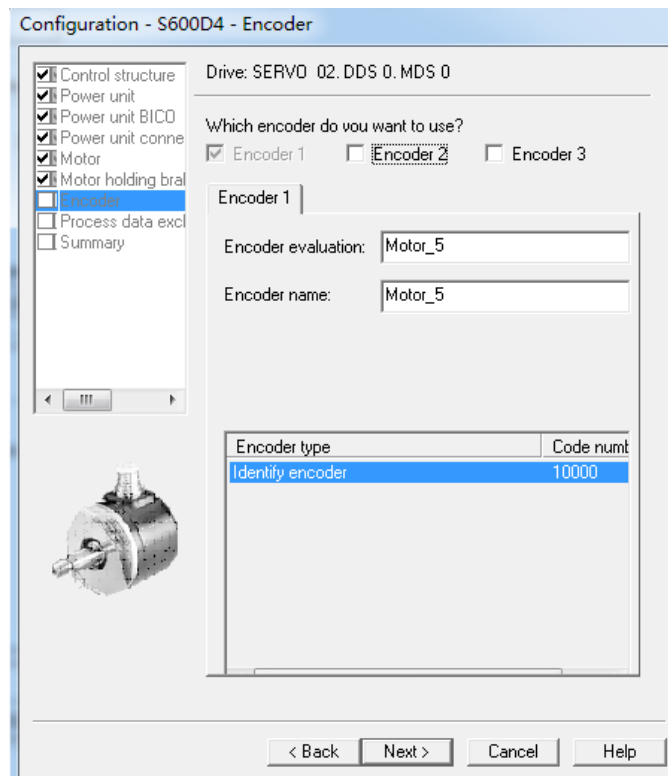 Configuration - S600D4 - Encoder
Control structure
Power unit
Power unit BICO
Power unit conne
Motor
Motor holding bral
Encoder
Process data excl
Summary
Drive: SERVO 02. DDS 0. MDS 0
Which encoder do you want to use?
Encoder 1 Encoder 2 Encoder 3
Encoder 1
Encoder evaluation: Motor_5
Encoder name: Motor_5
Encoder type Code numb
Identify encoder 10000
< Back Next > Cancel Help